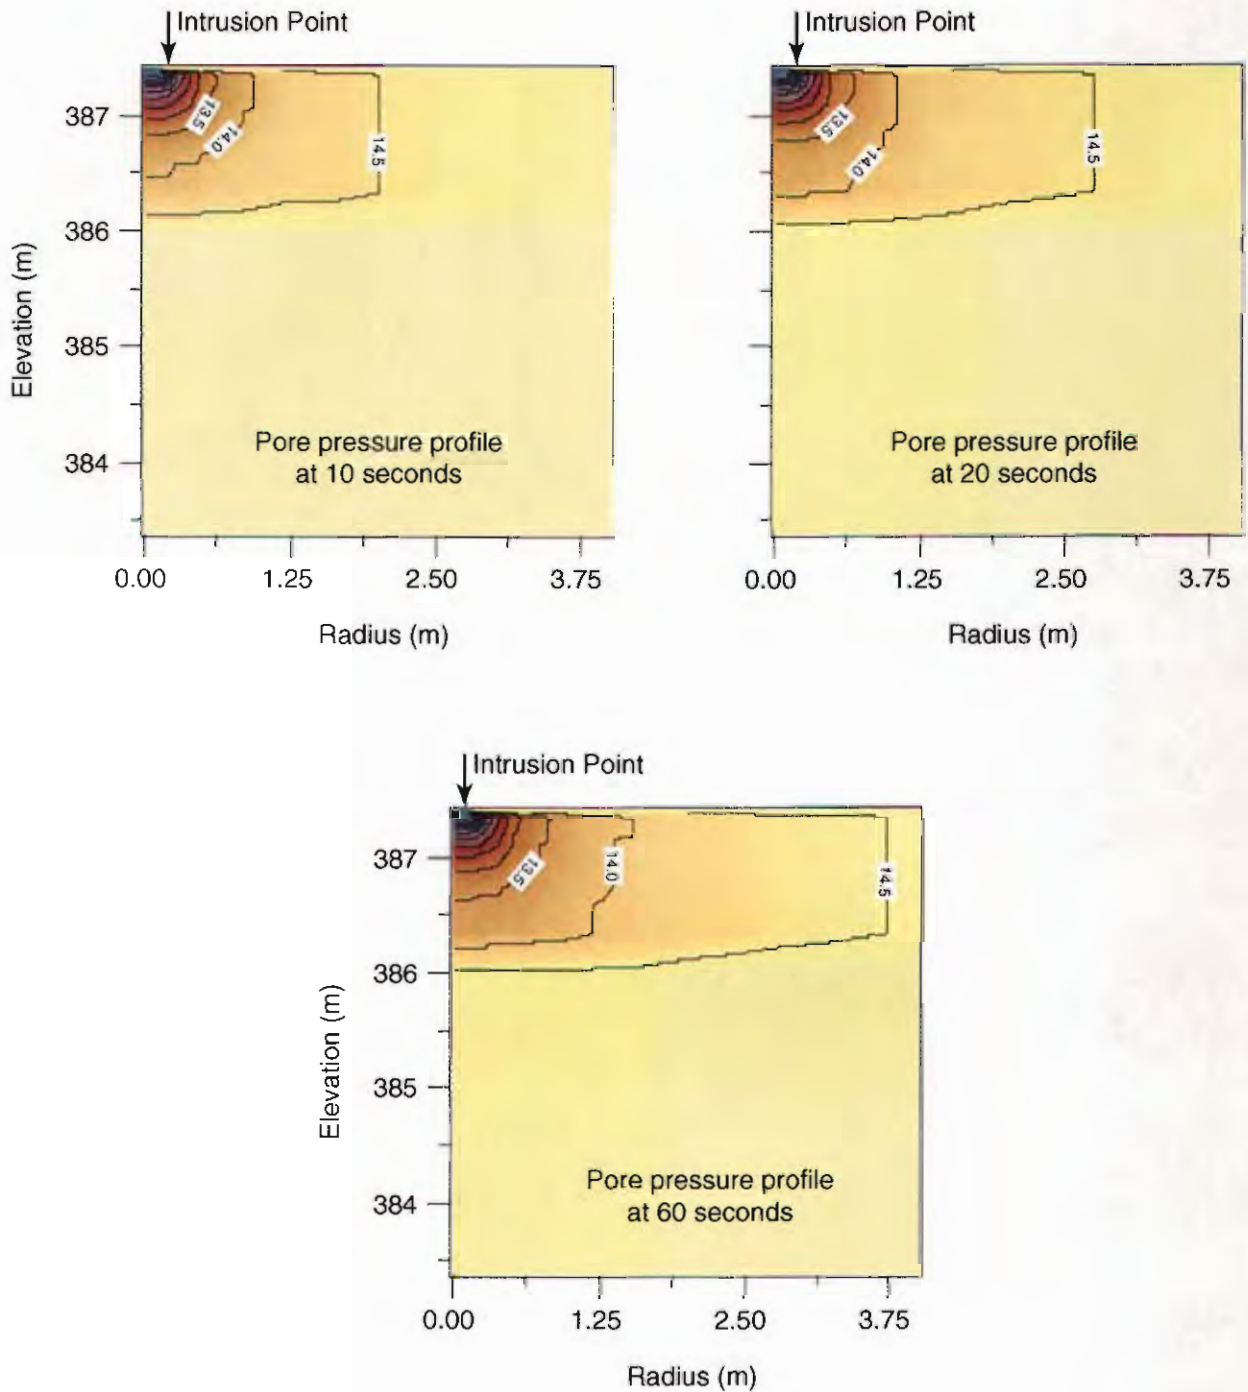 Intrusion Point
Intrusion Point
387
386
385
384
Elevation (m)
13.5
14.0
14.5
13.5
14.0
14.5
Pore pressure profile
at 10 seconds
Pore pressure profile
at 20 seconds
0.00 1.25 2.50 3.75
0.00 1.25 2.50 3.75
Radius (m)
Radius (m)
Intrusion Point
387
386
385
384
Elevation (m)
13.5
14.0
14.5
Pore pressure profile
at 60 seconds
0.00 1.25 2.50 3.75
Radius (m)